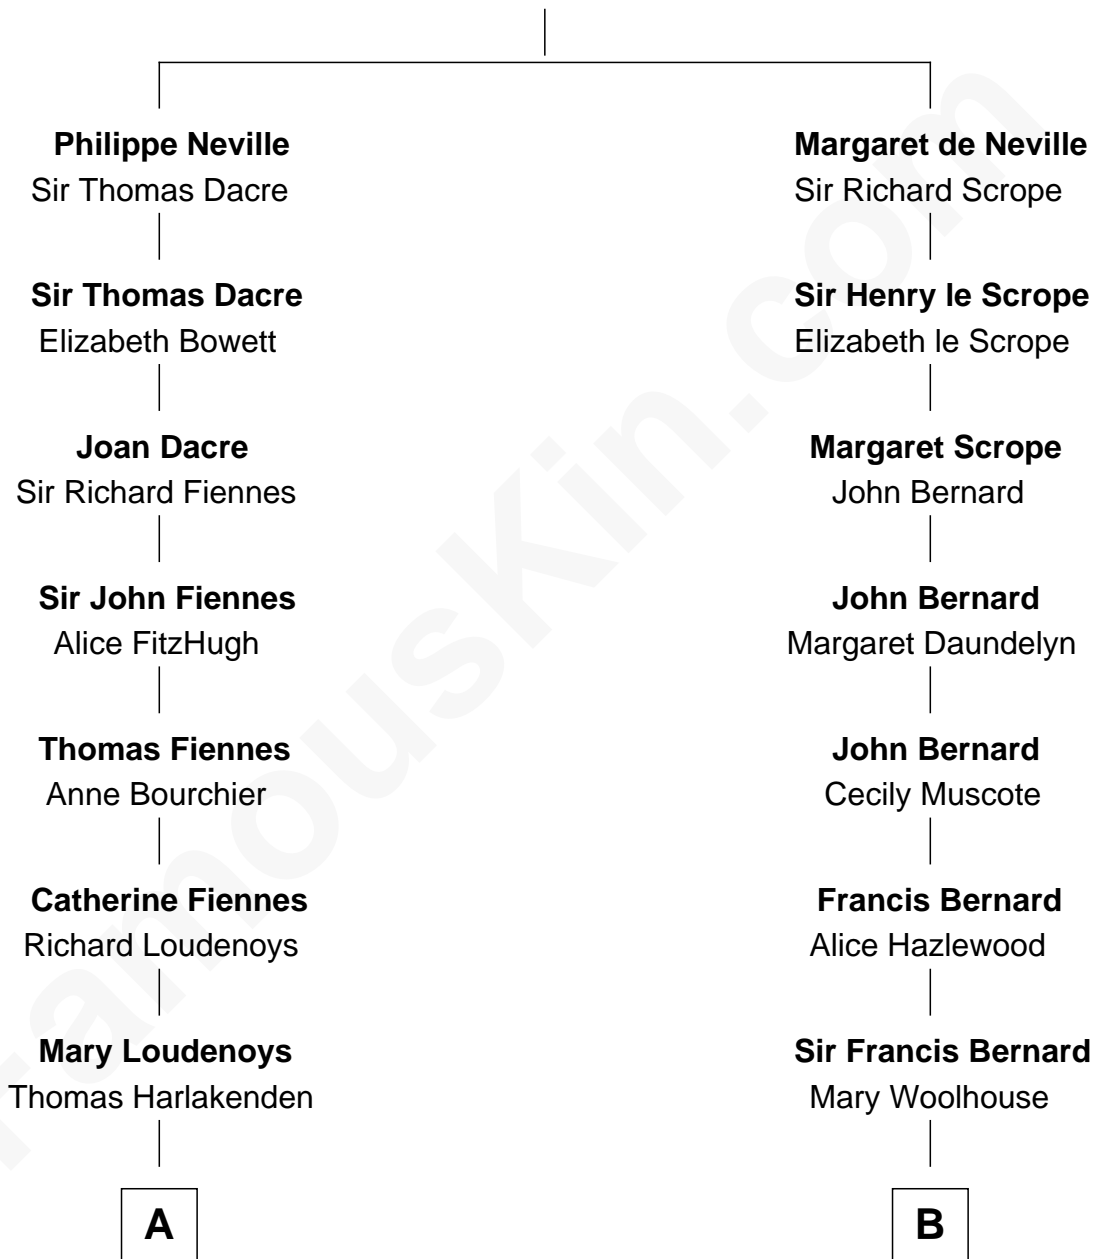 Philippe Neville
Sir Thomas Dacre
Sir Thomas Dacre
Elizabeth Bowett
Joan Dacre
Sir Richard Fiennes
Sir John Fiennes
Alice FitzHugh
Thomas Fiennes
Anne Bourchier
Catherine Fiennes
Richard Loudenoys
Mary Loudenoys
Thomas Harlakenden
A
Margaret de Neville
Sir Richard Scrope
Sir Henry le Scrope
Elizabeth le Scrope
Margaret Scrope
John Bernard
John Bernard
Margaret Daundelyn
John Bernard
Cecily Muscote
Francis Bernard
Alice Hazlewood
Sir Francis Bernard
Mary Woolhouse
B
FamousKin.com